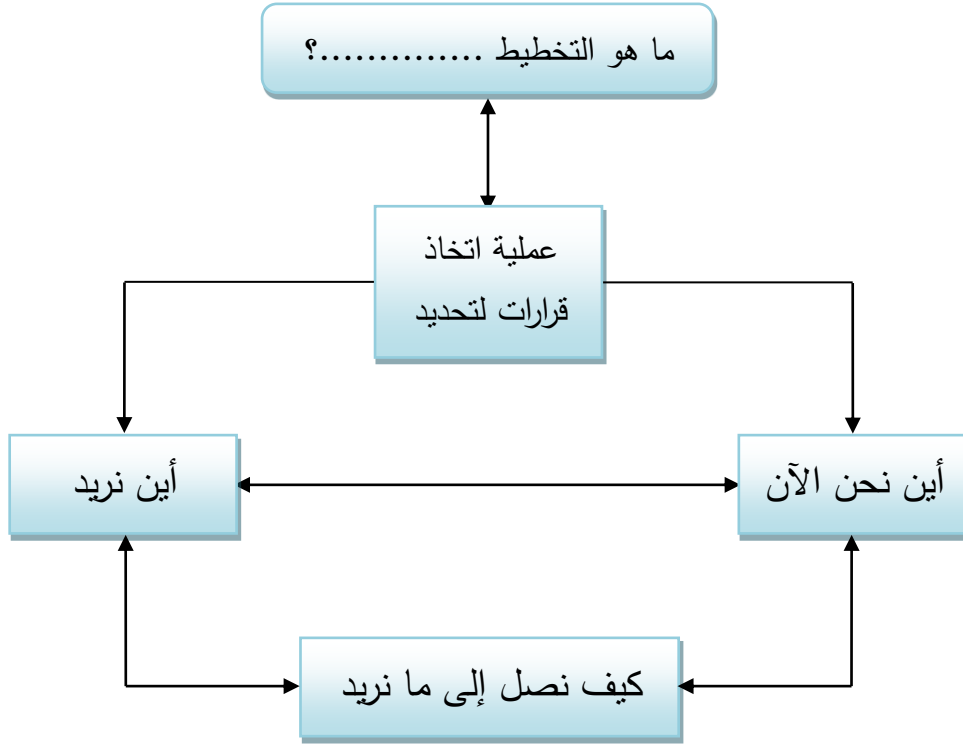 ما هو التخطيط ..............؟
عملية اتخاذ
قرارات لتحديد
أين نحن الآن
أين نريد
كيف نصل إلى ما نريد